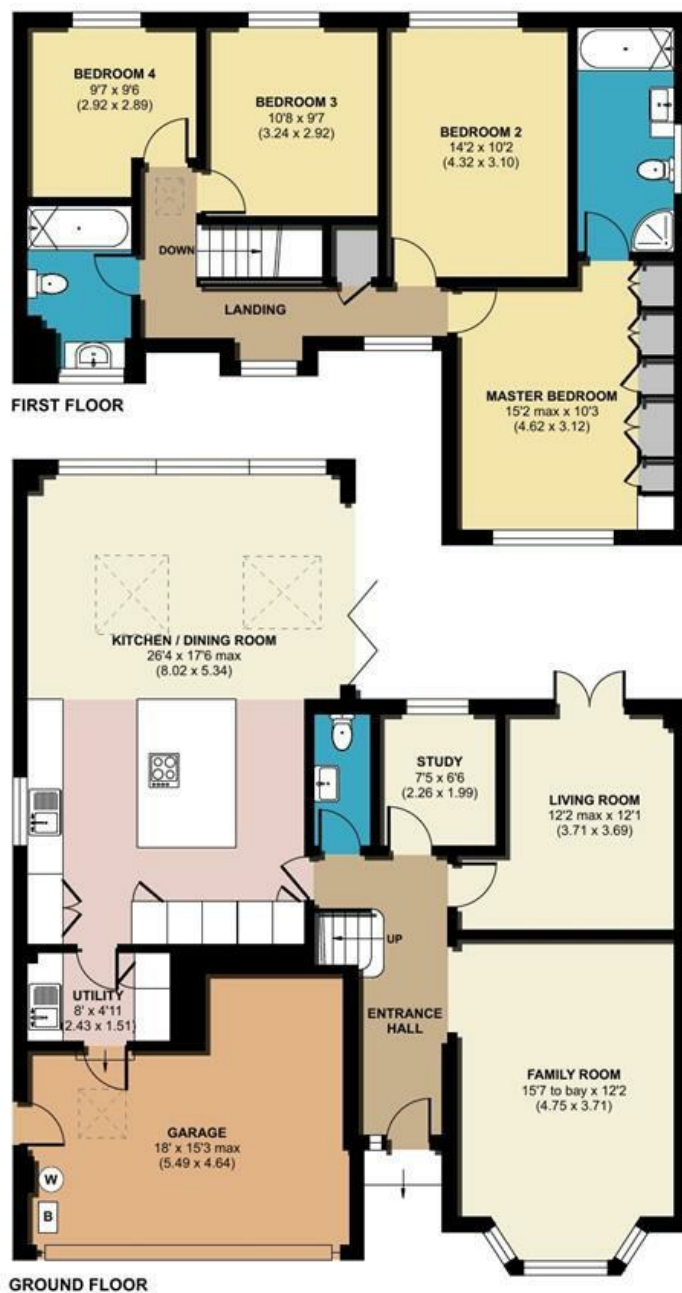 BEDROOM 4
9'7 x 9'6
(2.92 x 2.89)
BEDROOM 3
10'8 x 9'7
(3.24 x 2.92)
BEDROOM 2
14'2 x 10'2
(4.32 x 3.10)
DOWN
LANDING
MASTER BEDROOM
15'2 max x 10'3
(4.62 x 3.12)
FIRST FLOOR
KITCHEN / DINING ROOM
26'4 x 17'6 max
(8.02 x 5.34)
STUDY
7'5 x 6'6
(2.26 x 1.99)
LIVING ROOM
12'2 max x 12'1
(3.71 x 3.69)
UP
UTILITY
8' x 4'11
(2.43 x 1.51)
ENTRANCE
HALL
FAMILY ROOM
15'7 to bay x 12'2
(4.75 x 3.71)
GARAGE
18' x 15'3 max
(5.49 x 4.64)
W
B
GROUND FLOOR